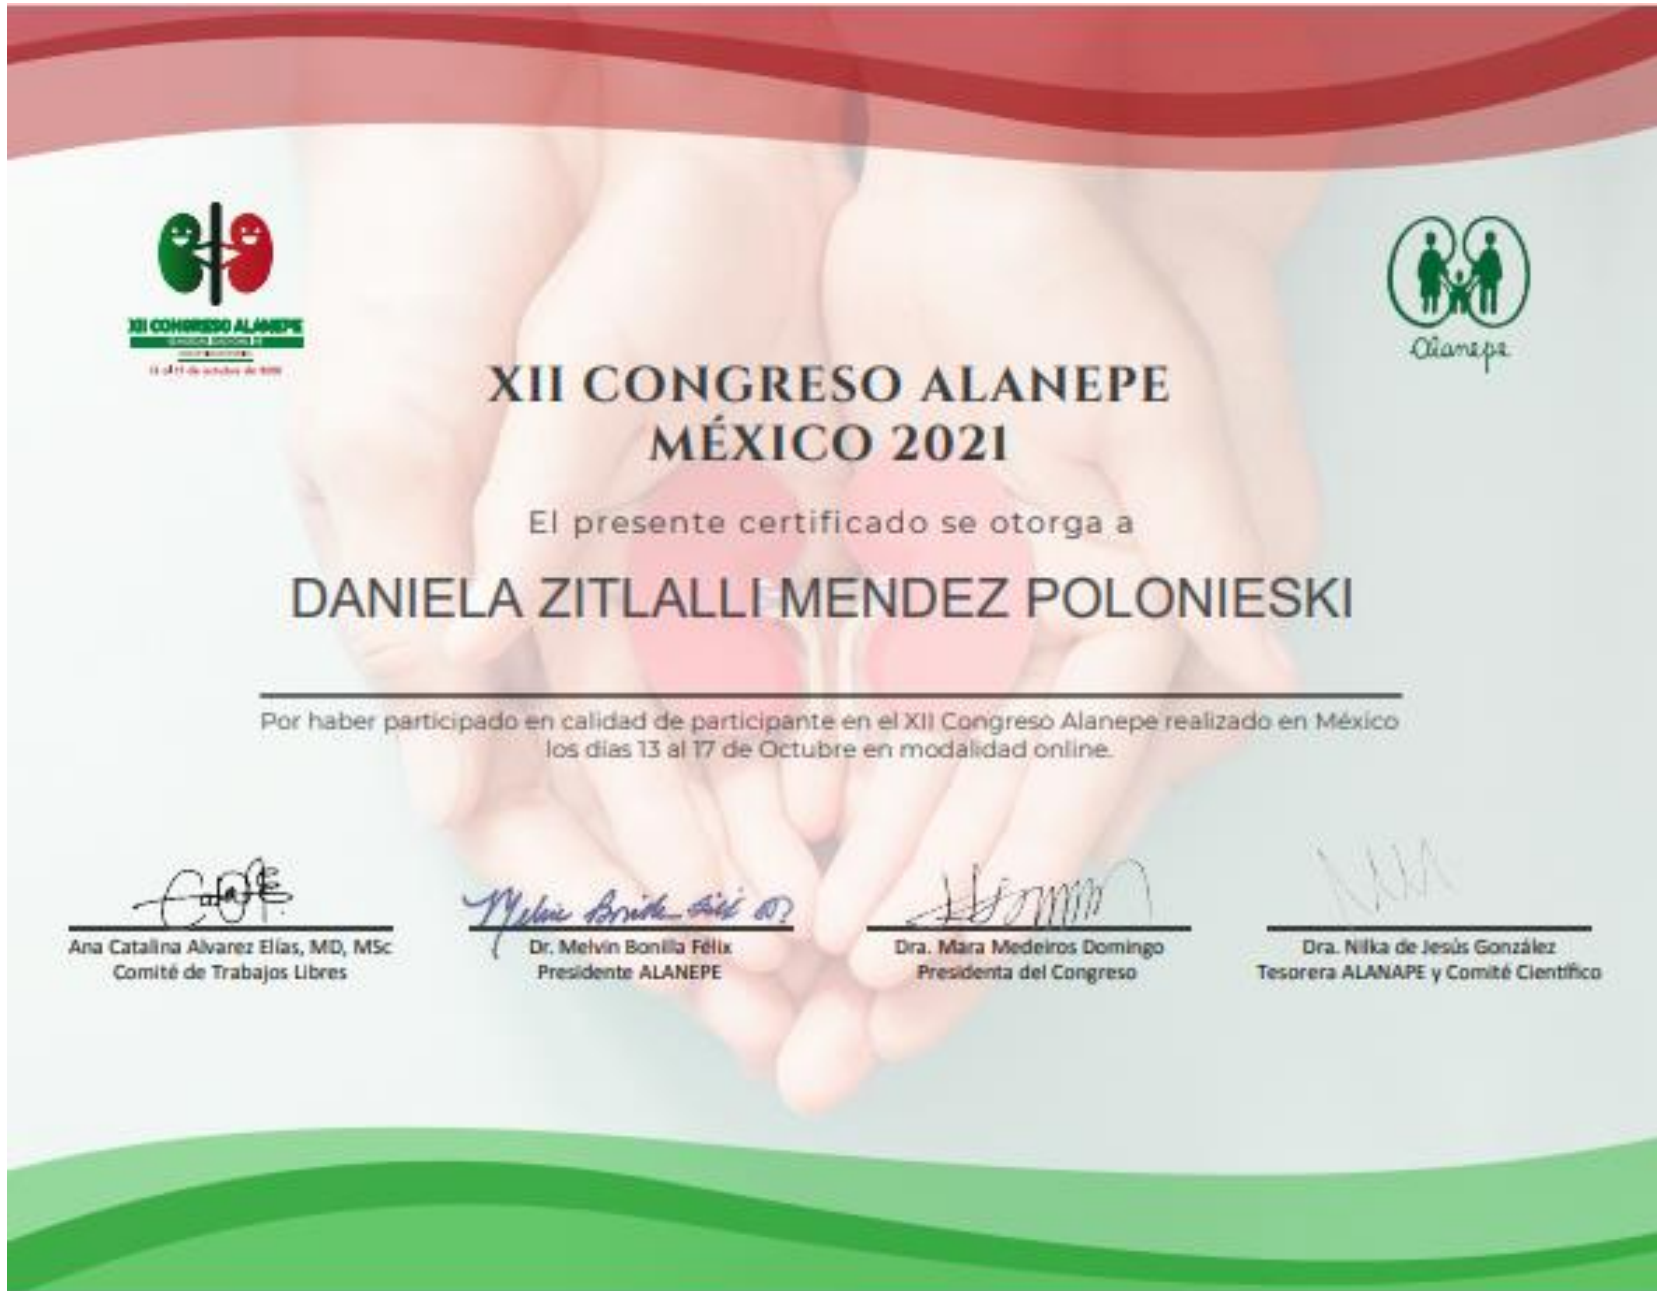 XII CONGRESO ALANEPE
Alanepe
XII CONGRESO ALANEPE
MÉXICO 2021
El presente certificado se otorga a
DANIELA ZITLALLI MENDEZ POLONIESKI
Por haber participado en calidad de participante en el XII Congreso Alanepe realizado en México
los días 13 al 17 de Octubre en modalidad online.
Ana Catalina Alvarez Elías, MD, MSc
Comité de Trabajos Libres
Dr. Melvin Bonilla Félix
Presidente ALANEPE
Dra. Mara Medeiros Domingo
Presidenta del Congreso
Dra. Nilka de Jesús González
Tesorera ALANAPE y Comité Científico